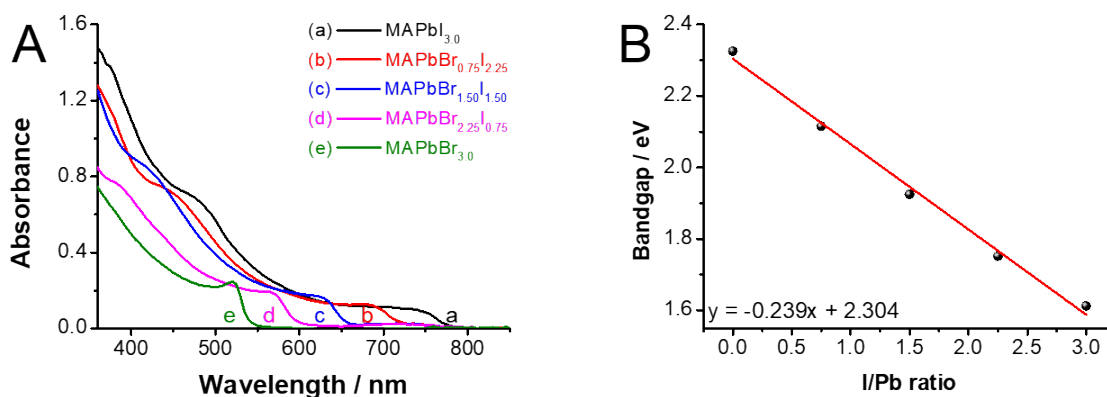 A
1.6
1.2
0.8
0.4
0.0
400 500 600 700 800
Absorbance
Wavelength / nm
(a) MAPbI3.0
(b) MAPbBr0.75I2.25
(c) MAPbBr1.50I1.50
(d) MAPbBr2.25I0.75
(e) MAPbBr3.0
e d c b a
B
2.4
2.2
2.0
1.8
1.6
0.0 0.5 1.0 1.5 2.0 2.5 3.0
Bandgap / eV
I/Pb ratio
y = -0.239x + 2.304